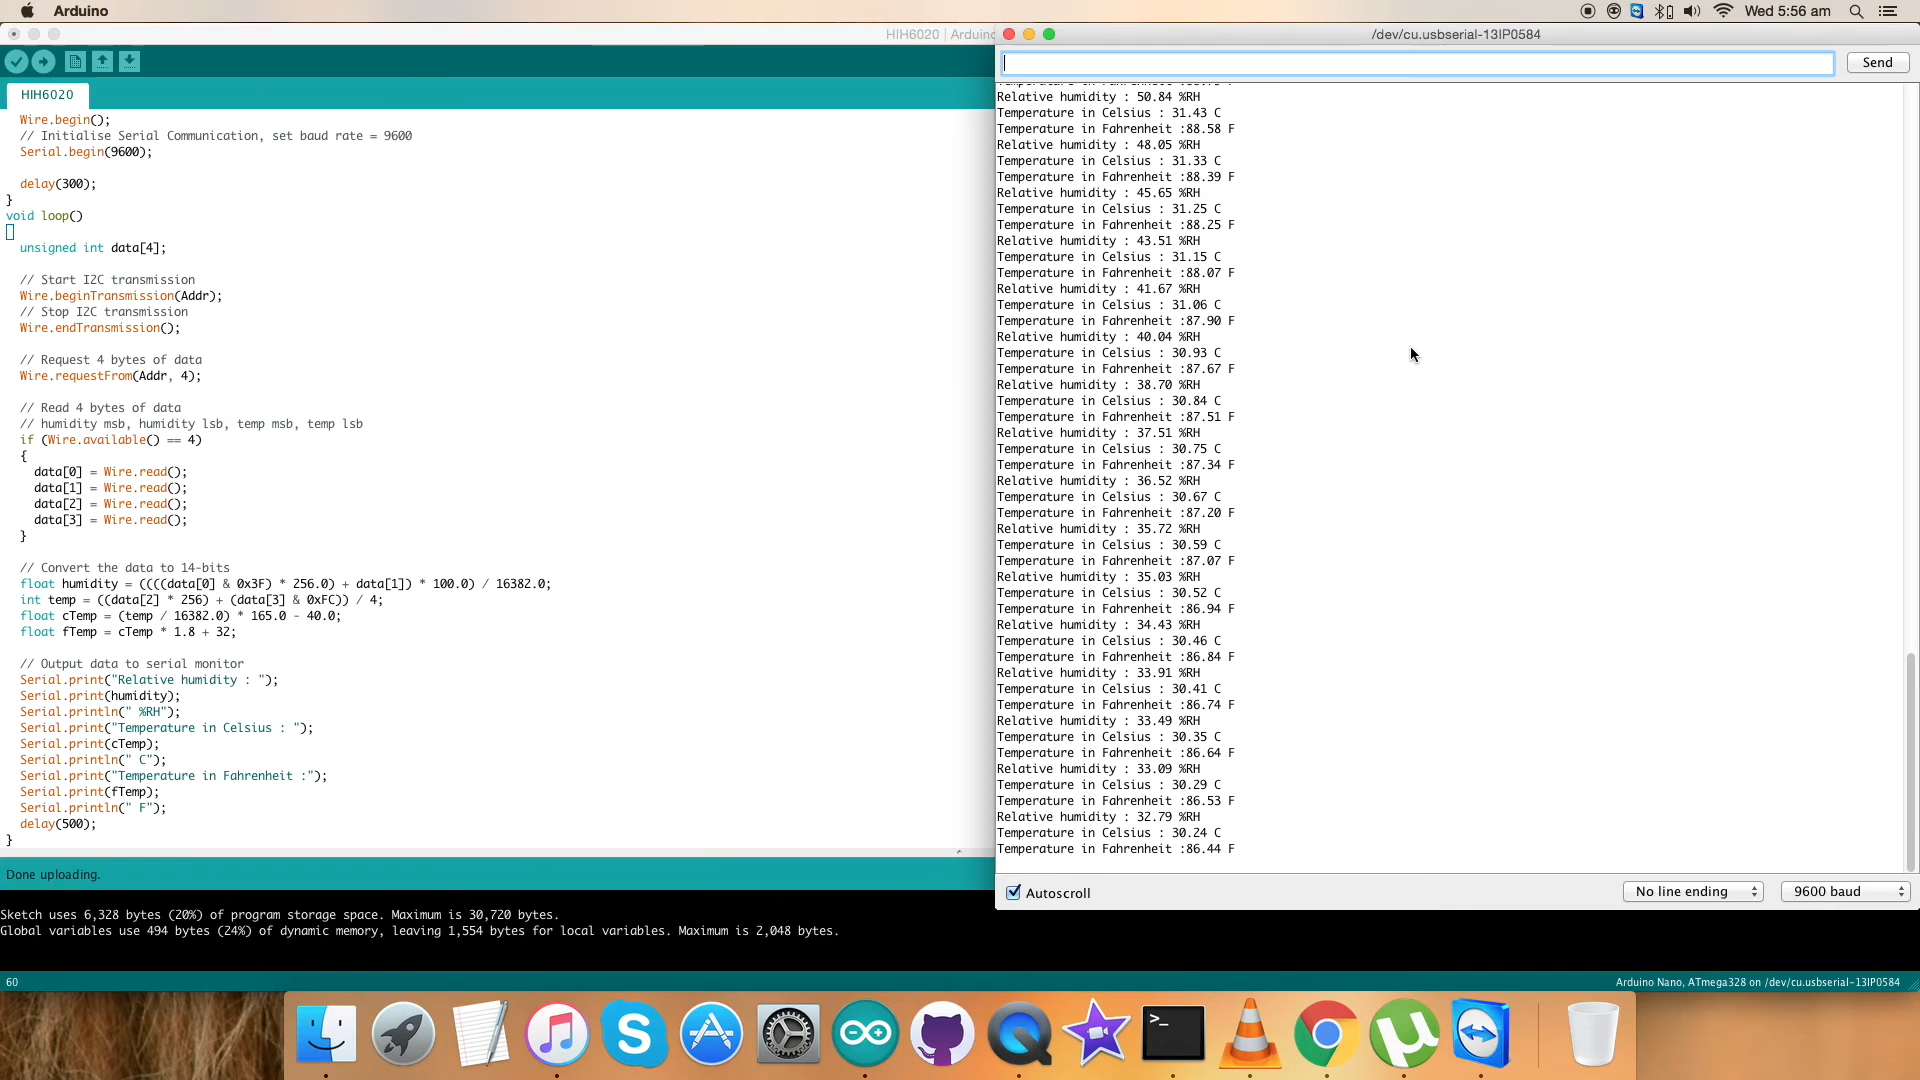 Arduino
Wed 5:56 am
HIH6020 | Arduino
/dev/cu.usbserial-13IP0584
Send
HIH6020
Wire.begin();
// Initialise Serial Communication, set baud rate = 9600
Serial.begin(9600);
delay(300);
}
void loop()
unsigned int data[4];
// Start I2C transmission
Wire.beginTransmission(Addr);
// Stop I2C transmission
Wire.endTransmission();
// Request 4 bytes of data
Wire.requestFrom(Addr, 4);
// Read 4 bytes of data
// humidity msb, humidity lsb, temp msb, temp lsb
if (Wire.available() == 4)
{
data[0] = Wire.read();
data[1] = Wire.read();
data[2] = Wire.read();
data[3] = Wire.read();
}
// Convert the data to 14-bits
float humidity = ((((data[0] & 0x3F) * 256.0) + data[1]) * 100.0) / 16382.0;
int temp = ((data[2] * 256) + (data[3] & 0xFC)) / 4;
float cTemp = (temp / 16382.0) * 165.0 - 40.0;
float fTemp = cTemp * 1.8 + 32;
// Output data to serial monitor
Serial.print("Relative humidity : ");
Serial.print(humidity);
Serial.println(" %RH");
Serial.print("Temperature in Celsius : ");
Serial.print(cTemp);
Serial.println(" C");
Serial.print("Temperature in Fahrenheit :");
Serial.print(fTemp);
Serial.println(" F");
delay(500);
}
Relative humidity : 50.84 %RH
Temperature in Celsius : 31.43 C
Temperature in Fahrenheit :88.58 F
Relative humidity : 48.05 %RH
Temperature in Celsius : 31.33 C
Temperature in Fahrenheit :88.39 F
Relative humidity : 45.65 %RH
Temperature in Celsius : 31.25 C
Temperature in Fahrenheit :88.25 F
Relative humidity : 43.51 %RH
Temperature in Celsius : 31.15 C
Temperature in Fahrenheit :88.07 F
Relative humidity : 41.67 %RH
Temperature in Celsius : 31.06 C
Temperature in Fahrenheit :87.90 F
Relative humidity : 40.04 %RH
Temperature in Celsius : 30.93 C
Temperature in Fahrenheit :87.67 F
Relative humidity : 38.70 %RH
Temperature in Celsius : 30.84 C
Temperature in Fahrenheit :87.51 F
Relative humidity : 37.51 %RH
Temperature in Celsius : 30.75 C
Temperature in Fahrenheit :87.34 F
Relative humidity : 36.52 %RH
Temperature in Celsius : 30.67 C
Temperature in Fahrenheit :87.20 F
Relative humidity : 35.72 %RH
Temperature in Celsius : 30.59 C
Temperature in Fahrenheit :87.07 F
Relative humidity : 35.03 %RH
Temperature in Celsius : 30.52 C
Temperature in Fahrenheit :86.94 F
Relative humidity : 34.43 %RH
Temperature in Celsius : 30.46 C
Temperature in Fahrenheit :86.84 F
Relative humidity : 33.91 %RH
Temperature in Celsius : 30.41 C
Temperature in Fahrenheit :86.74 F
Relative humidity : 33.49 %RH
Temperature in Celsius : 30.35 C
Temperature in Fahrenheit :86.64 F
Relative humidity : 33.09 %RH
Temperature in Celsius : 30.29 C
Temperature in Fahrenheit :86.53 F
Relative humidity : 32.79 %RH
Temperature in Celsius : 30.24 C
Temperature in Fahrenheit :86.44 F
Autoscroll
No line ending
9600 baud
Done uploading.
Sketch uses 6,328 bytes (20%) of program storage space. Maximum is 30,720 bytes.
Global variables use 494 bytes (24%) of dynamic memory, leaving 1,554 bytes for local variables. Maximum is 2,048 bytes.
60
Arduino Nano, ATmega328 on /dev/cu.usbserial-13IP0584